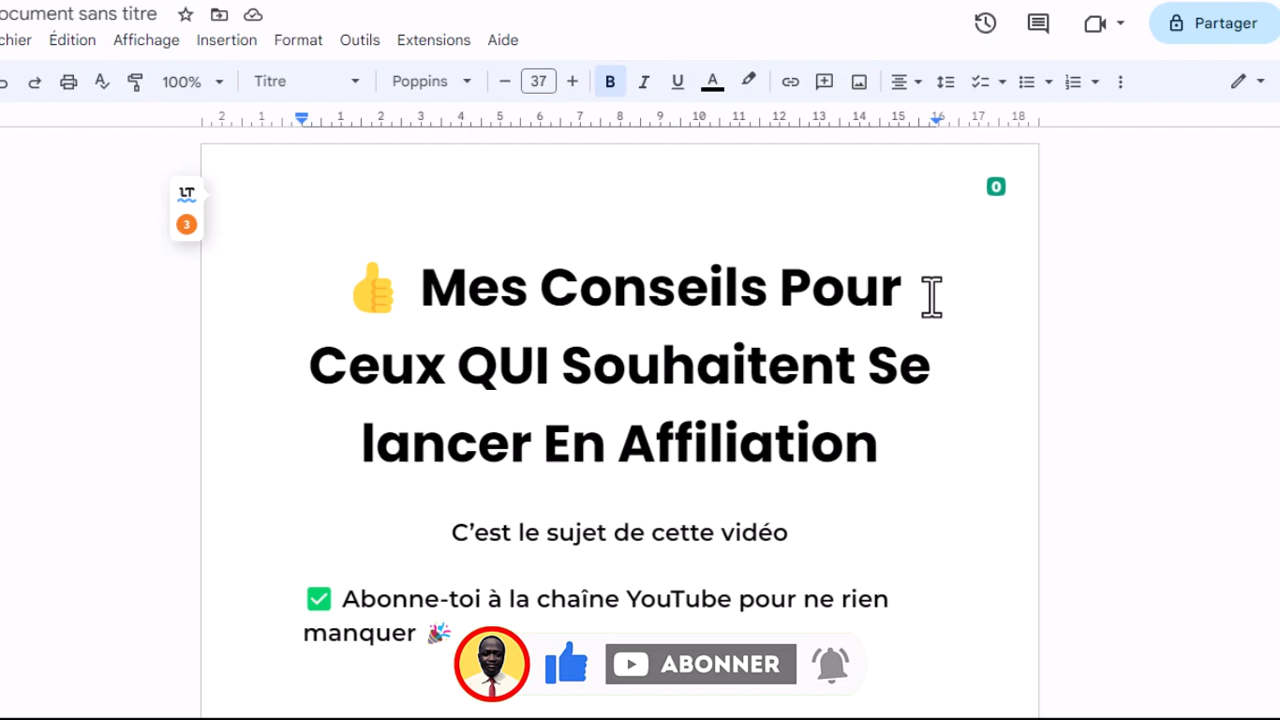 ocument sans titre
chier Édition Affichage Insertion Format Outils Extensions Aide
Partager
100% Titre Poppins 37 B I U A
2 1 1 2 3 4 5 6 7 8 9 10 11 12 13 14 15 16 17 18
LT
3
0
👍 Mes Conseils Pour
Ceux QUI Souhaitent Se
lancer En Affiliation
C’est le sujet de cette vidéo
✅ Abonne-toi à la chaîne YouTube pour ne rien
manquer 🎉
ABONNER